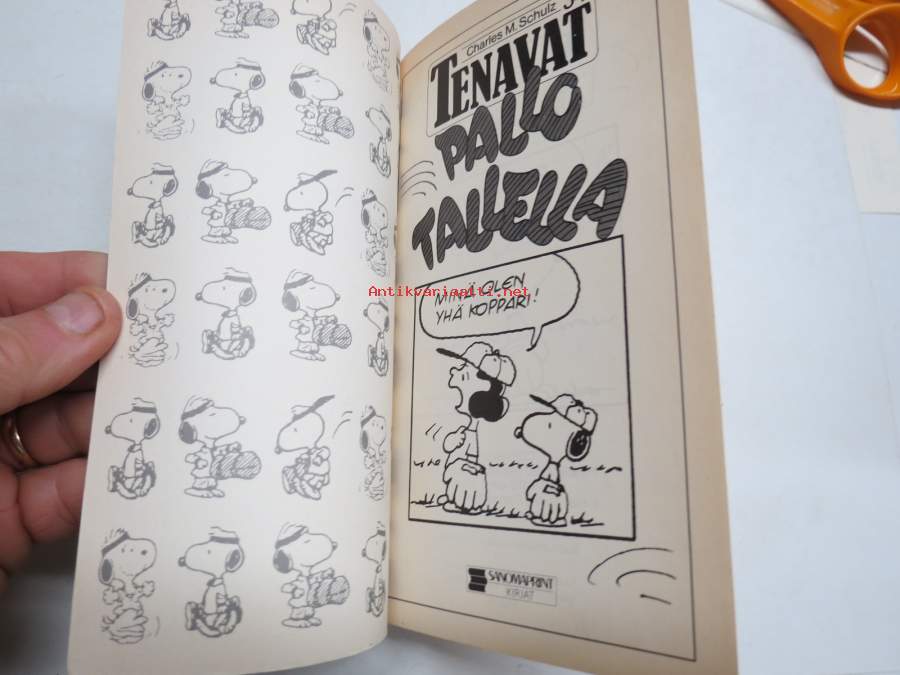 Charles M. Schulz
TENAVAT
PALLO
TALLELLA
MINÄ OLEN
YHÄ KOPPARI!
Antikvariaatti.net
SANOMAPRINT
KIRJAT